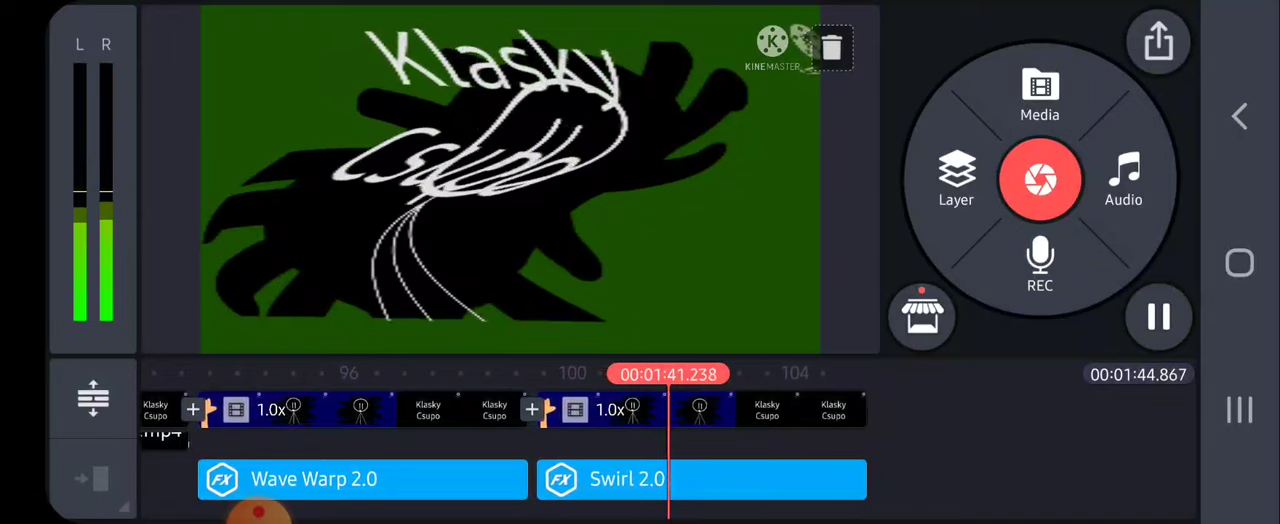 L R
Klasky
Csupo
KINEMASTER
Media
Layer
Audio
REC
96
100
00:01:41.238
104
00:01:44.867
Klasky
Csupo
1.0x
Klasky
Csupo
Klasky
Csupo
1.0x
Klasky
Csupo
Klasky
Csupo
.mp4
FX Wave Warp 2.0
FX Swirl 2.0